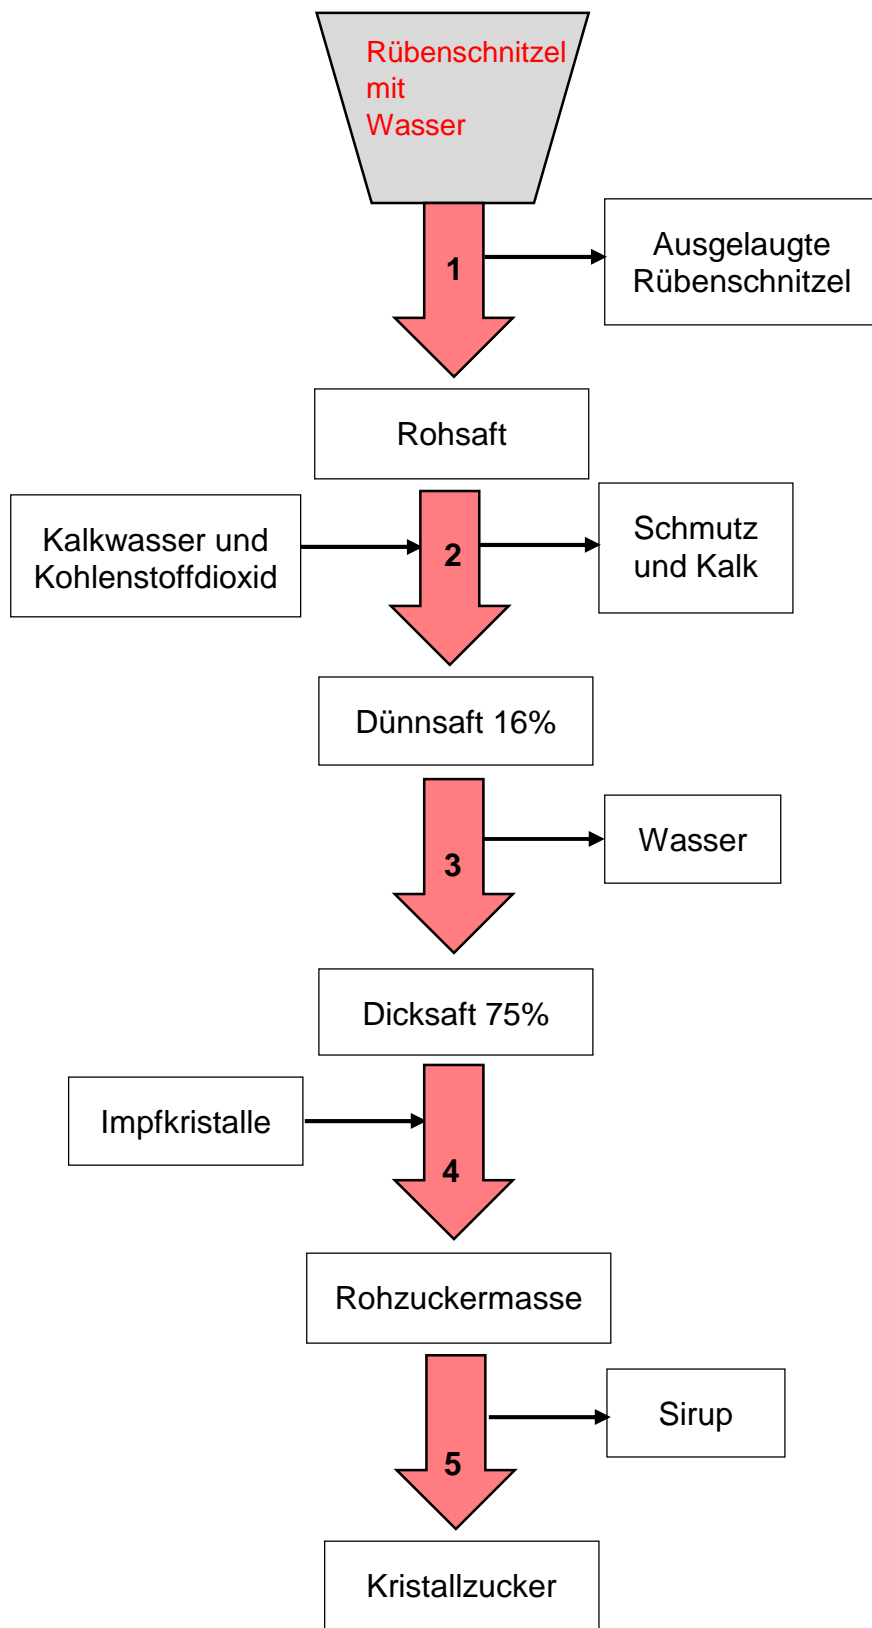 Rübenschnitzel
mit
Wasser
1
Ausgelaugte
Rübenschnitzel
Rohsaft
Kalkwasser und
Kohlenstoffdioxid
2
Schmutz
und Kalk
Dünnsaft 16%
3
Wasser
Dicksaft 75%
Impfkristalle
4
Rohzuckermasse
5
Sirup
Kristallzucker